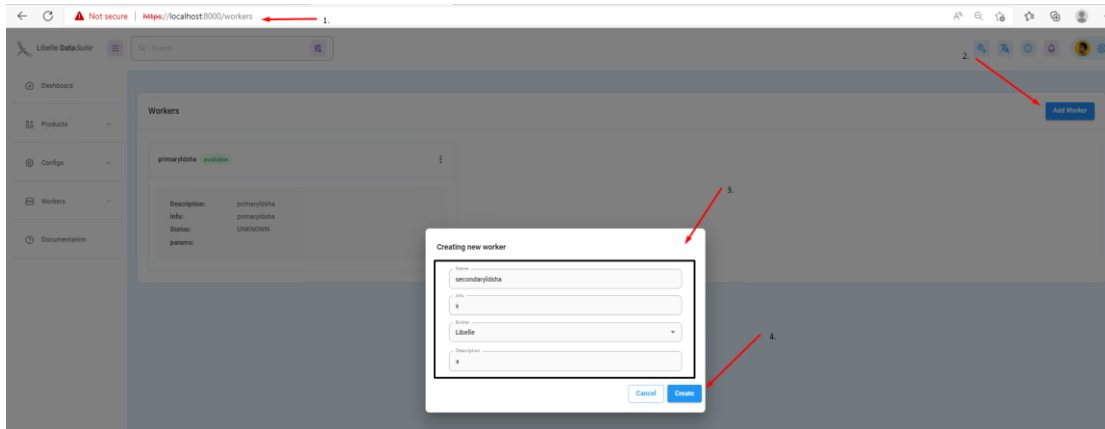 Not secure | https://localhost:8000/workers
1.
Libelle DataSuite
Search
2.
Dashboard
Products
Configs
Workers
Documentation
Workers
Add Worker
primaryldsha available
Description: primaryldsha
Info: primaryldsha
Status: UNKNOWN
params:
3.
Creating new worker
Name
secondaryldsha
Info
x
Broker
Libelle
Description
4.
Cancel
Create